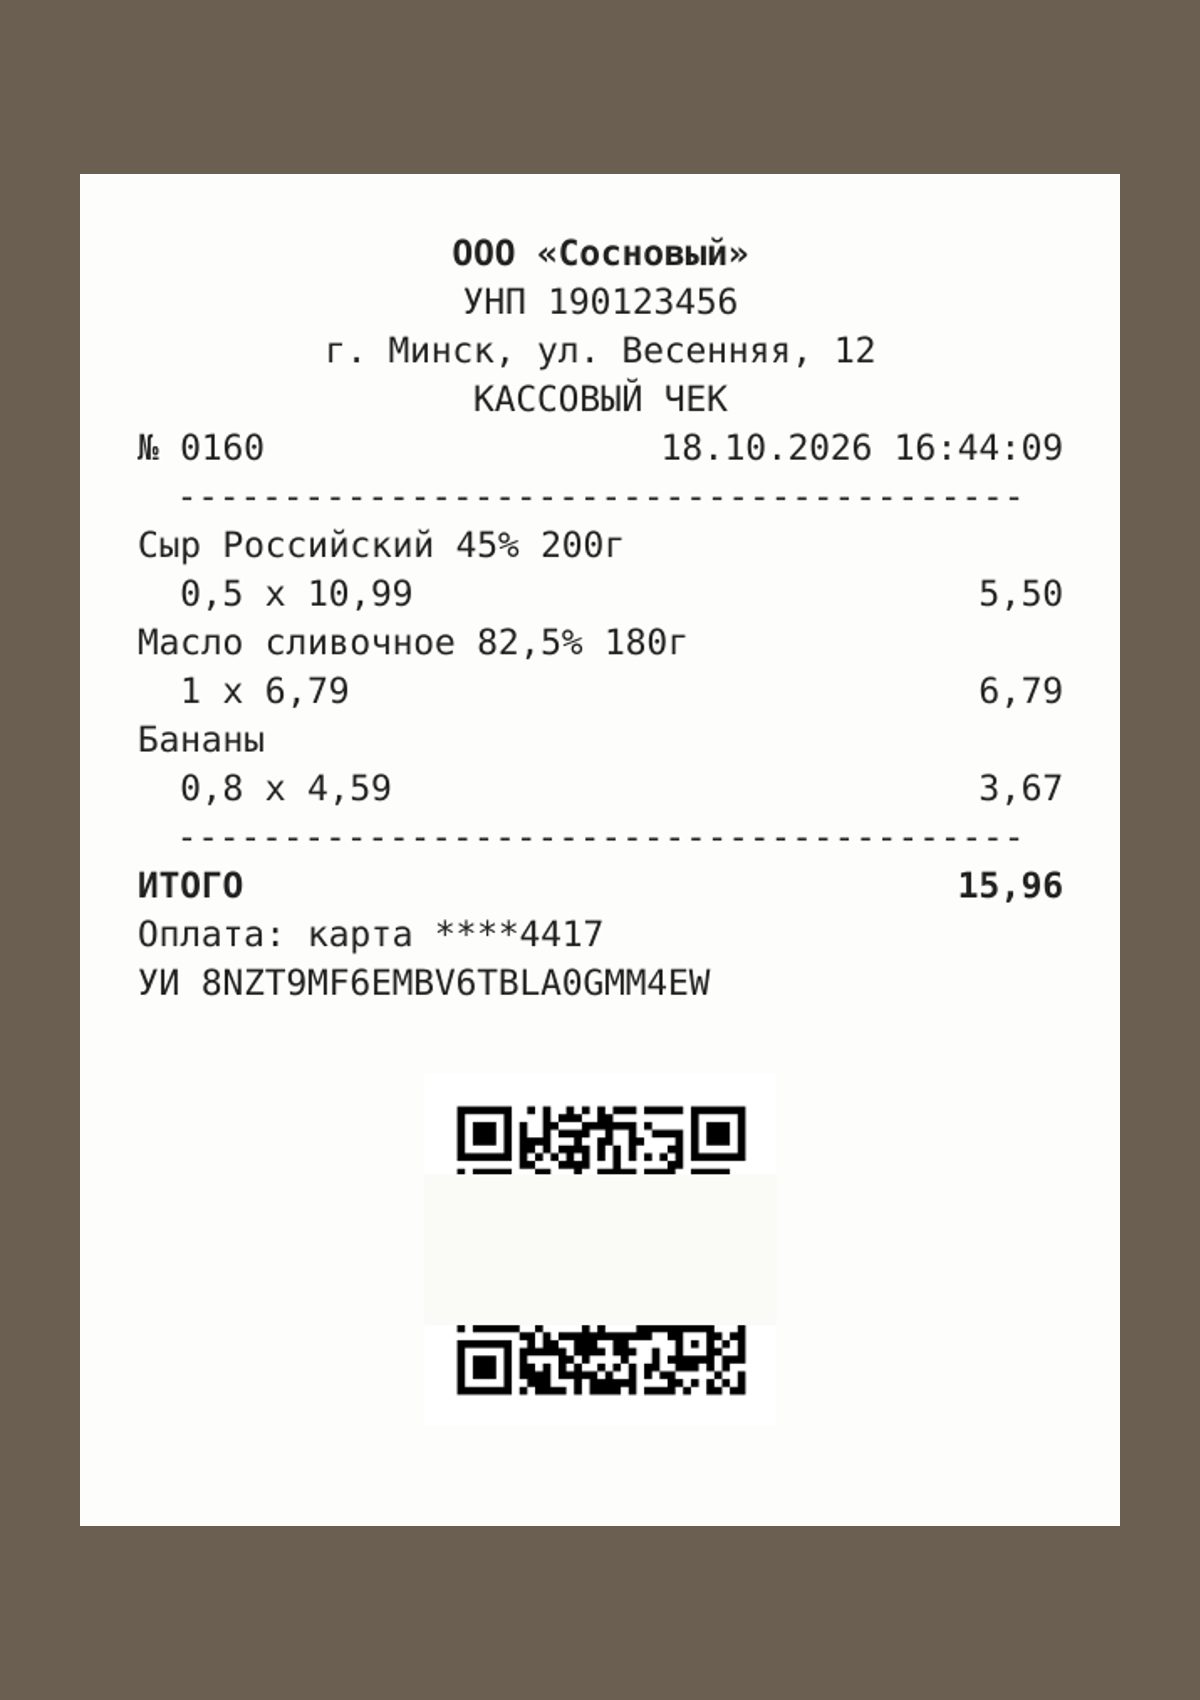 ООО «Сосновый»
УНП 190123456
г. Минск, ул. Весенняя, 12
КАССОВЫЙ ЧЕК
№ 0160 18.10.2026 16:44:09
----------------------------------------
Сыр Российский 45% 200г
0,5 x 10,99 5,50
Масло сливочное 82,5% 180г
1 x 6,79 6,79
Бананы
0,8 x 4,59 3,67
----------------------------------------
ИТОГО 15,96
Оплата: карта ****4417
УИ 8NZT9MF6EMBV6TBLA0GMM4EW